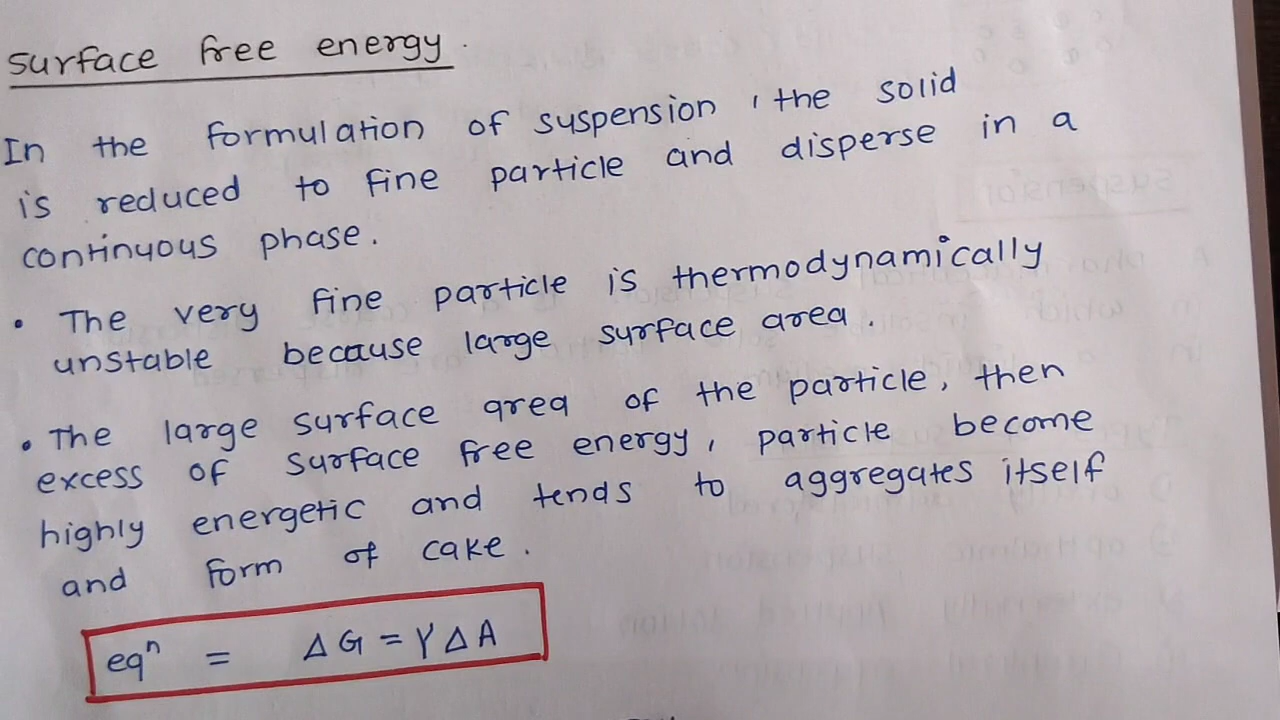 surface free energy.
In the formulation of suspension, the solid
is reduced to fine particle and disperse in a
continuous phase.
• The very fine particle is thermodynamically
unstable because large surface area.
• The large surface area of the particle, then
excess of surface free energy, particle become
highly energetic and tends to aggregates itself
and form of cake.
eqⁿ = ΔG = γΔA